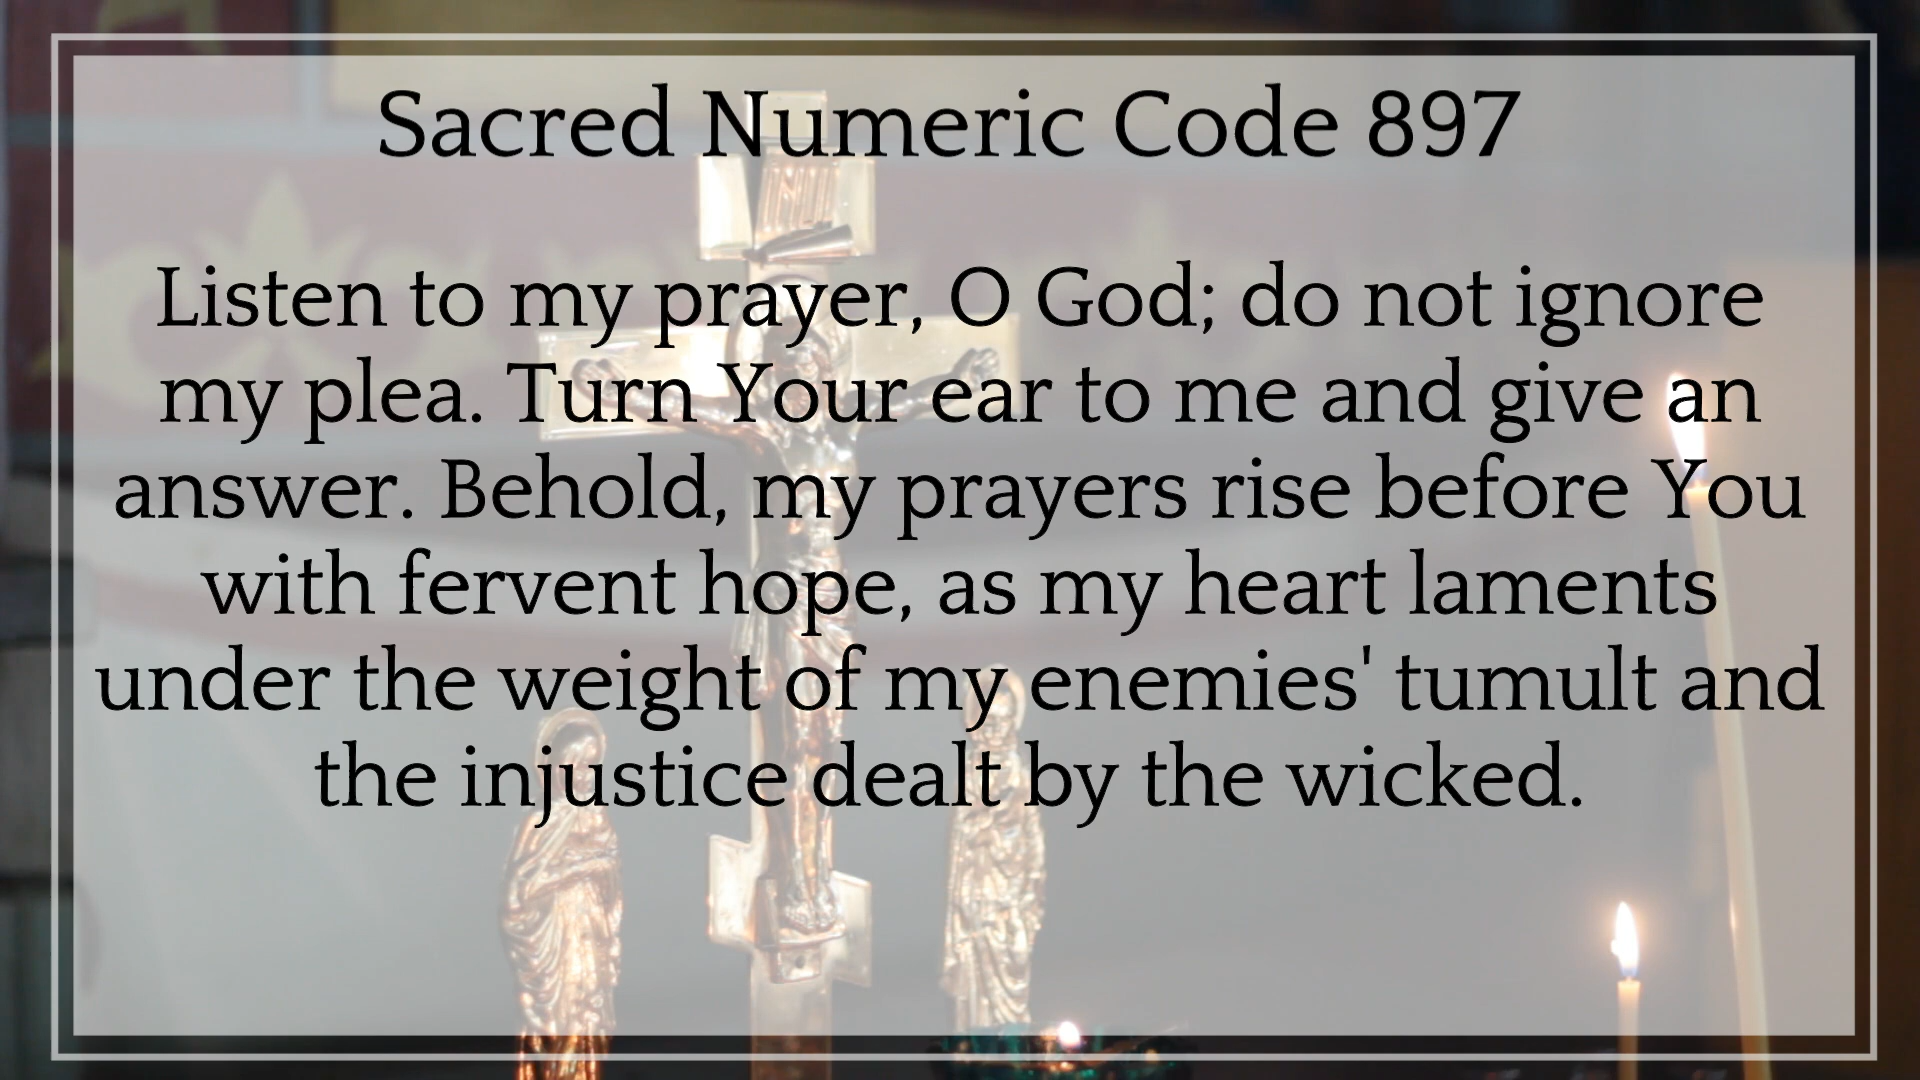 Sacred Numeric Code 897
Listen to my prayer, O God; do not ignore
my plea. Turn Your ear to me and give an
answer. Behold, my prayers rise before You
with fervent hope, as my heart laments
under the weight of my enemies' tumult and
the injustice dealt by the wicked.